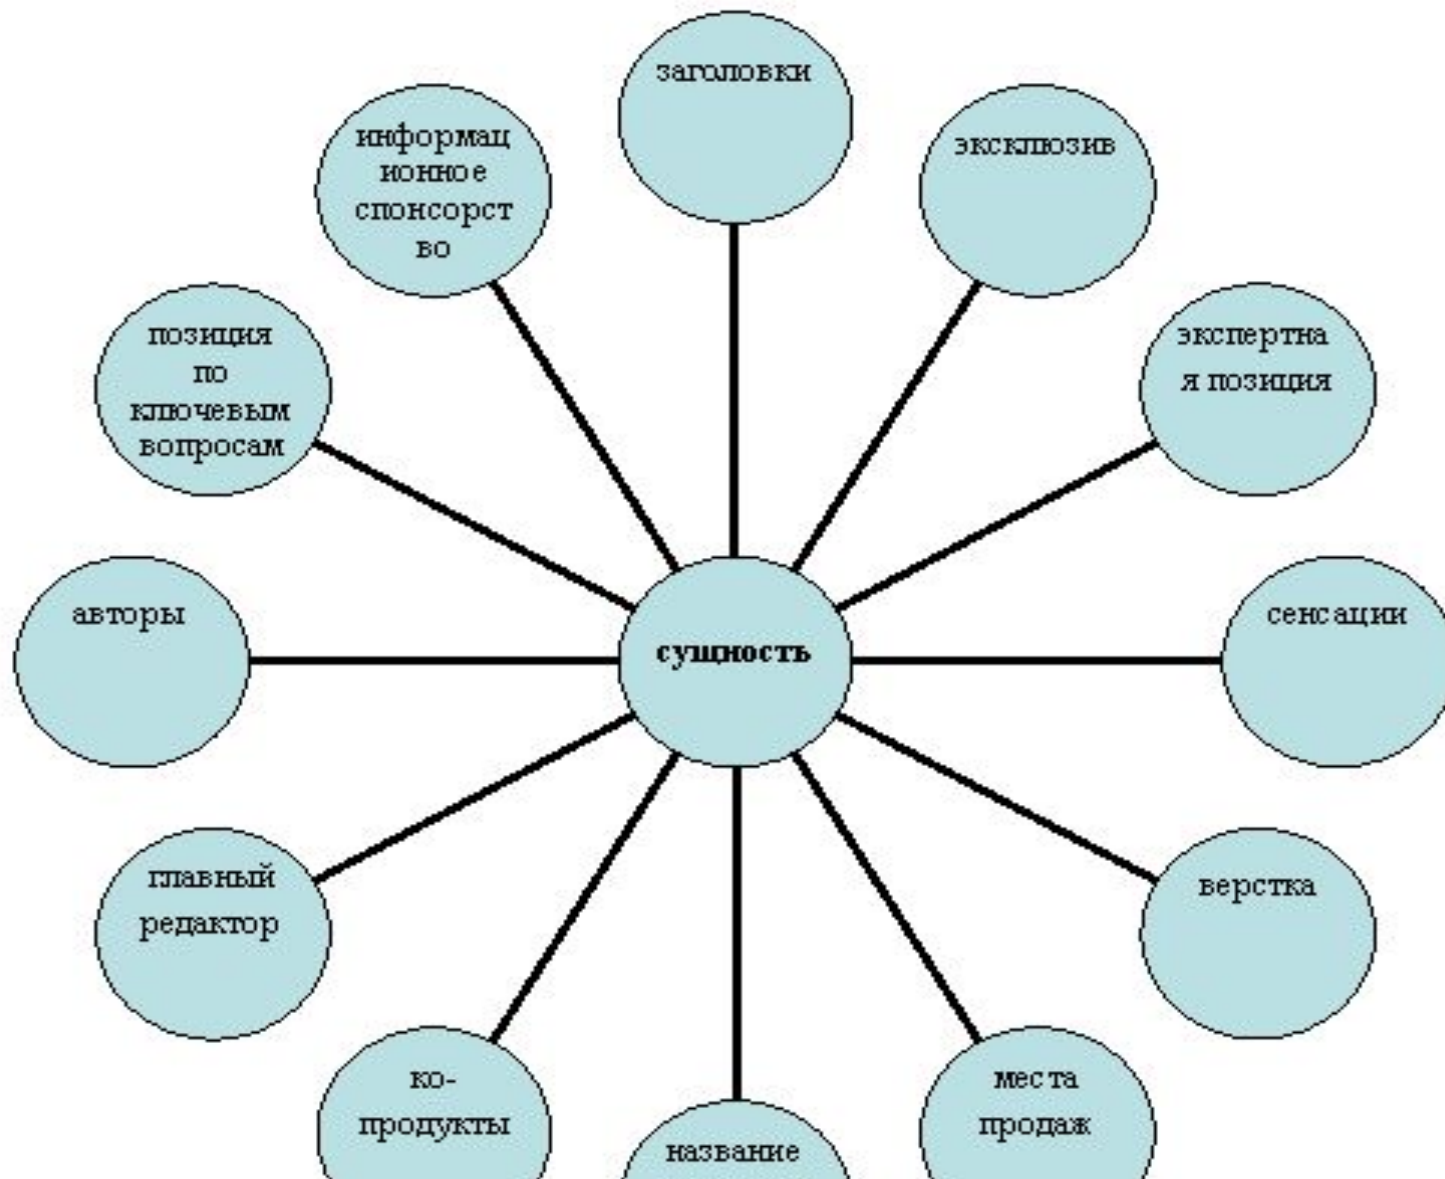 заголовки
эксклюзив
экспертна
я позиция
сенсации
верстка
места
продаж
название
ко-
продукты
главный
редактор
авторы
позиция
по
ключевым
вопросам
информац
ионное
спонсорст
во
сущность